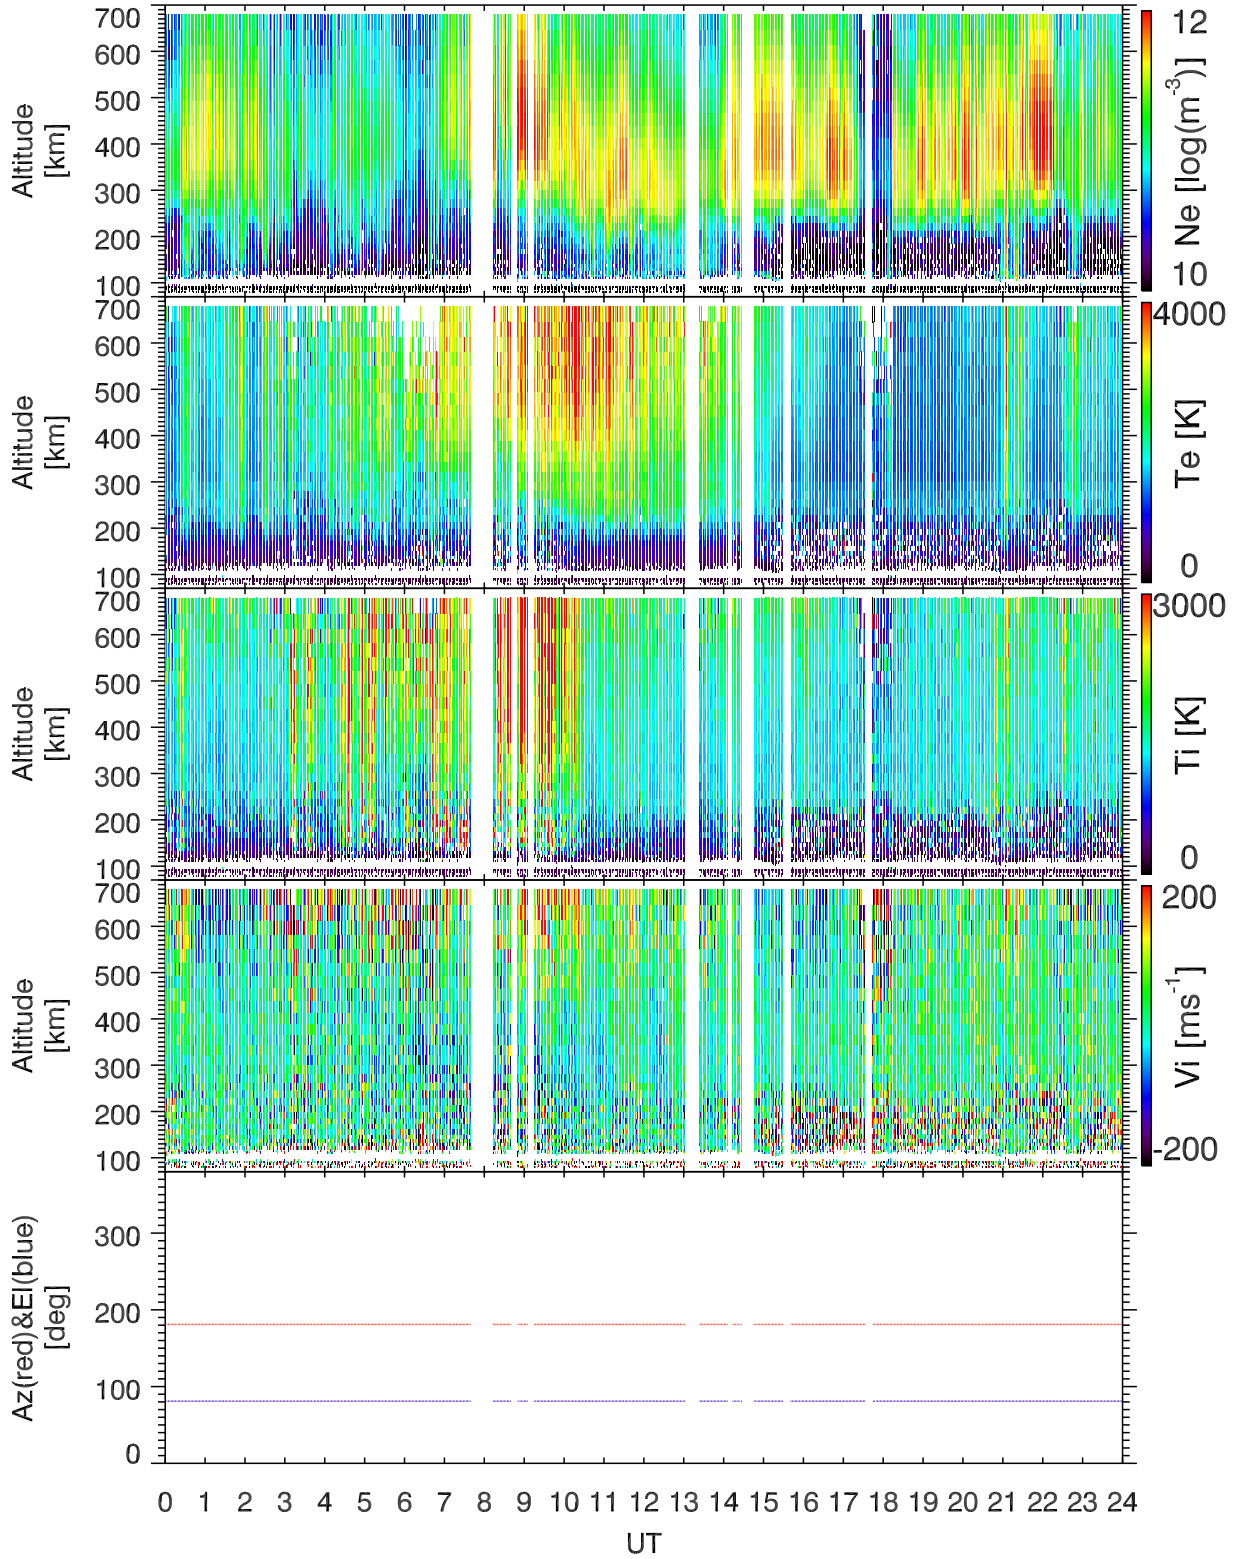 700
600
500
400
300
200
100
Altitude
[km]
12
10
Ne [log(m⁻³)]
700
600
500
400
300
200
100
Altitude
[km]
4000
0
Te [K]
700
600
500
400
300
200
100
Altitude
[km]
3000
0
Ti [K]
700
600
500
400
300
200
100
Altitude
[km]
200
-200
Vi [ms⁻¹]
300
200
100
0
Az(red)&El(blue)
[deg]
0 1 2 3 4 5 6 7 8 9 10 11 12 13 14 15 16 17 18 19 20 21 22 23 24
UT